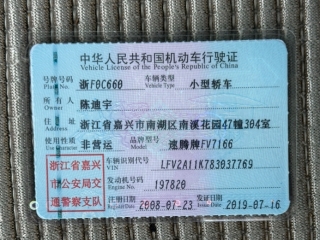 中华人民共和国机动车行驶证
Vehicle License of the People's Republic of China
号牌号码 浙F0C660 车辆类型 小型轿车
Plate No. Vehicle Type
所有人 陈迪宇
Owner
住址 浙江省嘉兴市南湖区南溪花园47幢304室
Address
使用性质 非营运 品牌型号 速腾牌FV7166
Use Character Model
浙江省嘉兴市公安局交通警察支队
车辆识别代号 LFV2A11K783037769
VIN
发动机号码 197820
Engine No.
注册日期 2008-07-23 发证日期 2019-07-16
Register Date Issue Date